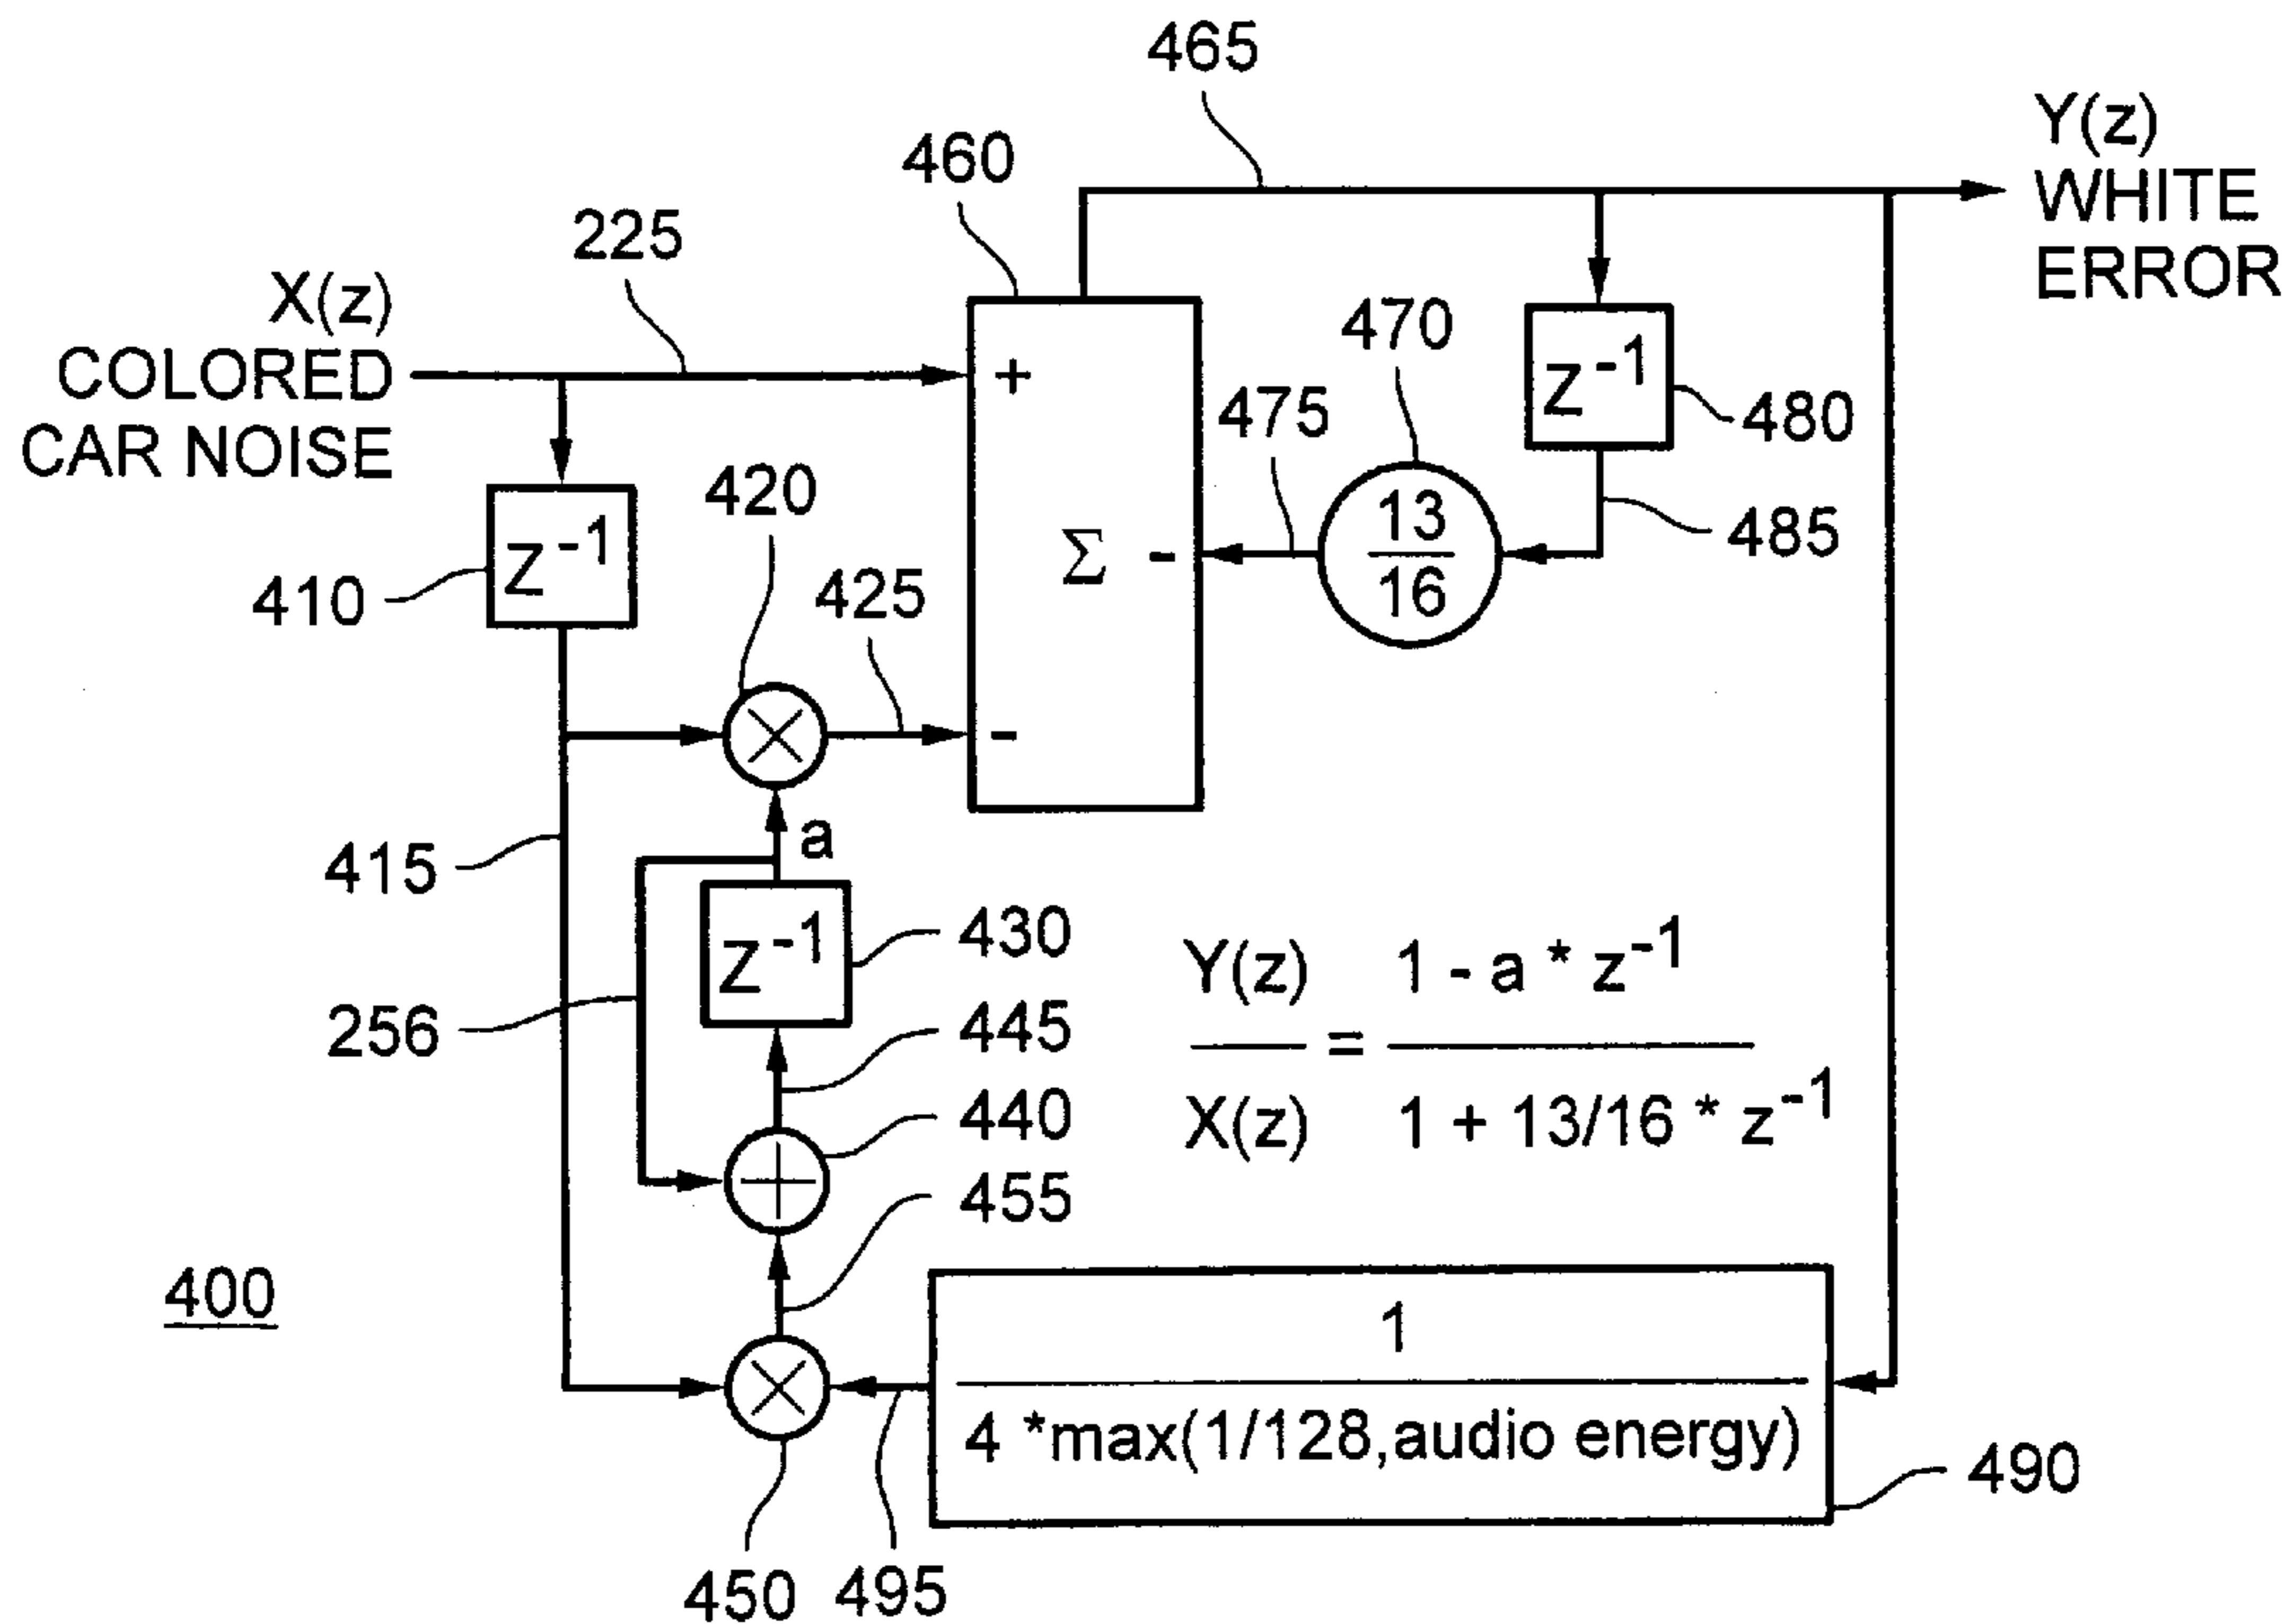 465
Y(z)
WHITE
ERROR
460
225
X(z)
COLORED
CAR NOISE
+
470
475
z⁻¹
480
420
13
16
485
z⁻¹
410
425
Σ
-
-
a
415
z⁻¹
430
256
445
440
455
Y(z) / X(z) = (1 - a * z⁻¹) / (1 + 13/16 * z⁻¹)
400
1
4 *max(1/128,audio energy)
490
450
495